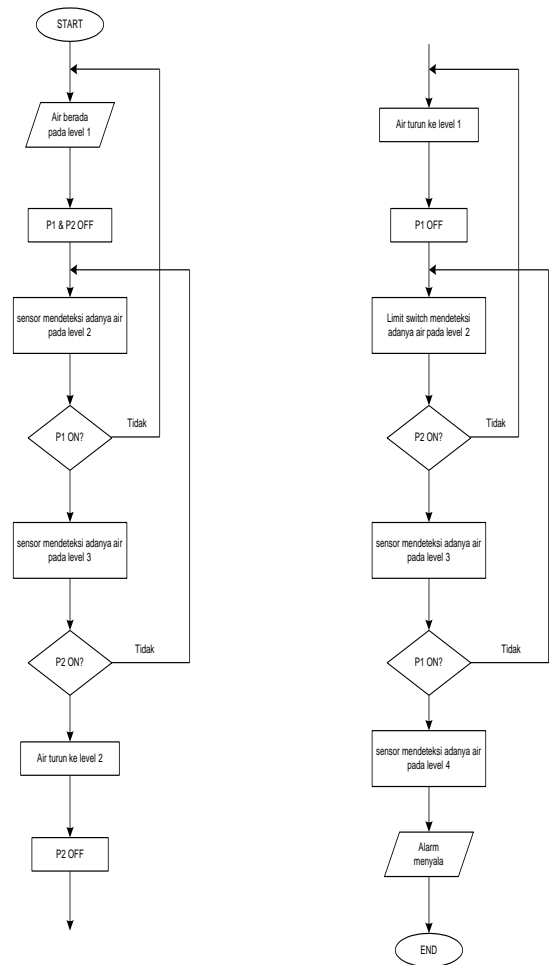 START
Air berada
pada level 1
P1 & P2 OFF
sensor mendeteksi adanya air
pada level 2
P1 ON?
Tidak
sensor mendeteksi adanya air
pada level 3
P2 ON?
Tidak
Air turun ke level 2
P2 OFF
Air turun ke level 1
P1 OFF
Limit switch mendeteksi
adanya air pada level 2
P2 ON?
Tidak
sensor mendeteksi adanya air
pada level 3
P1 ON?
Tidak
sensor mendeteksi adanya air
pada level 4
Alarm
menyala
END